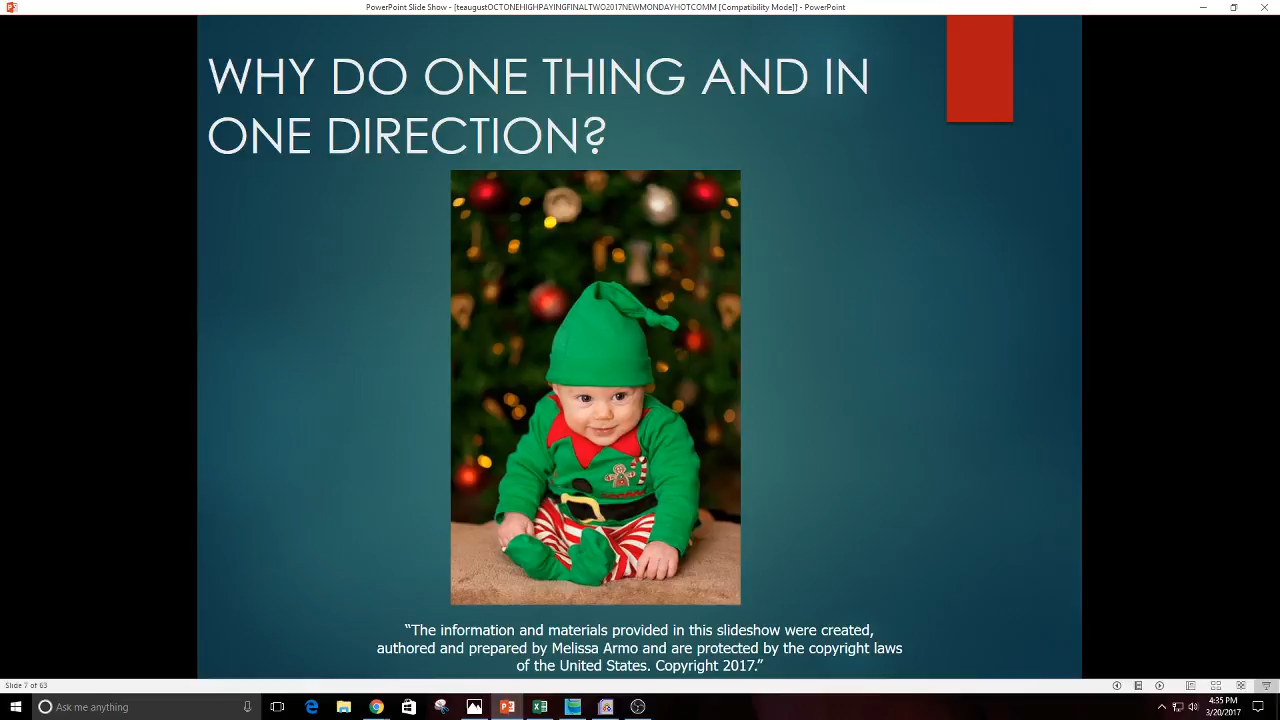 PowerPoint Slide Show - [teaugustOCTONEHIGHPAYINGFINALTWO2017NEWMONDAYHOTCOMM [Compatibility Mode]] - PowerPoint
WHY DO ONE THING AND IN
ONE DIRECTION?
“The information and materials provided in this slideshow were created,
authored and prepared by Melissa Armo and are protected by the copyright laws
of the United States. Copyright 2017.”
Slide 7 of 63
Ask me anything
4:35 PM
3/20/2017